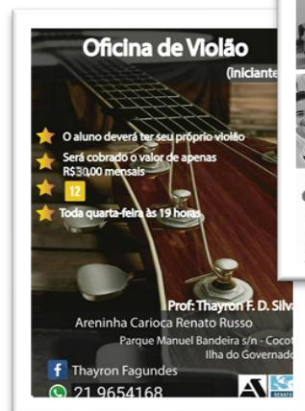 Oficina de Violão
(iniciante
O aluno deverá ter seu próprio violão
Será cobrado o valor de apenas
R$30,00 mensais
12
Toda quarta-feira às 19 horas
Prof: Thayron F. D. Silva
Areninha Carioca Renato Russo
Parque Manuel Bandeira s/n - Cocot
Ilha do Governado
Thayron Fagundes
21 9654168